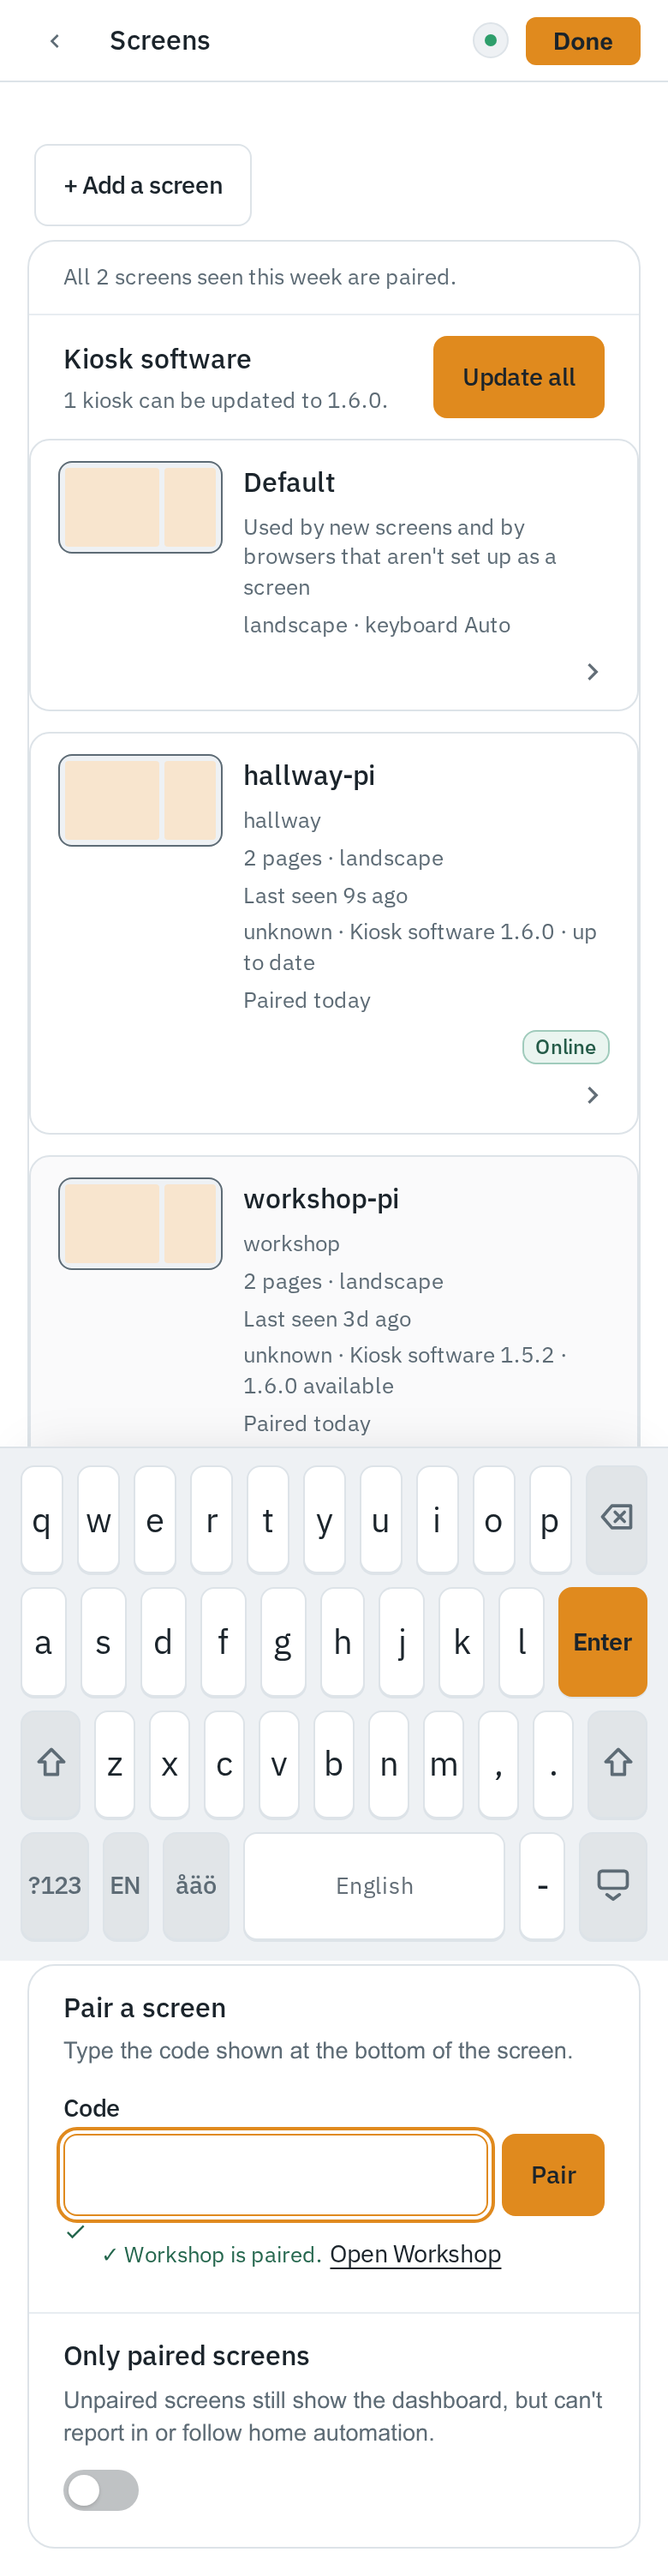 Screens
Done
+ Add a screen
All 2 screens seen this week are paired.
Kiosk software
1 kiosk can be updated to 1.6.0.
Update all
Default
Used by new screens and by
browsers that aren't set up as a
screen
landscape · keyboard Auto
hallway-pi
hallway
2 pages · landscape
Last seen 9s ago
unknown · Kiosk software 1.6.0 · up
to date
Paired today
Online
workshop-pi
workshop
2 pages · landscape
Last seen 3d ago
unknown · Kiosk software 1.5.2 ·
1.6.0 available
Paired today
q w e r t y u i o p
a s d f g h j k l Enter
z x c v b n m , .
?123 EN åäö English -
Pair a screen
Type the code shown at the bottom of the screen.
Code
Pair
✓ Workshop is paired. Open Workshop
Only paired screens
Unpaired screens still show the dashboard, but can't
report in or follow home automation.